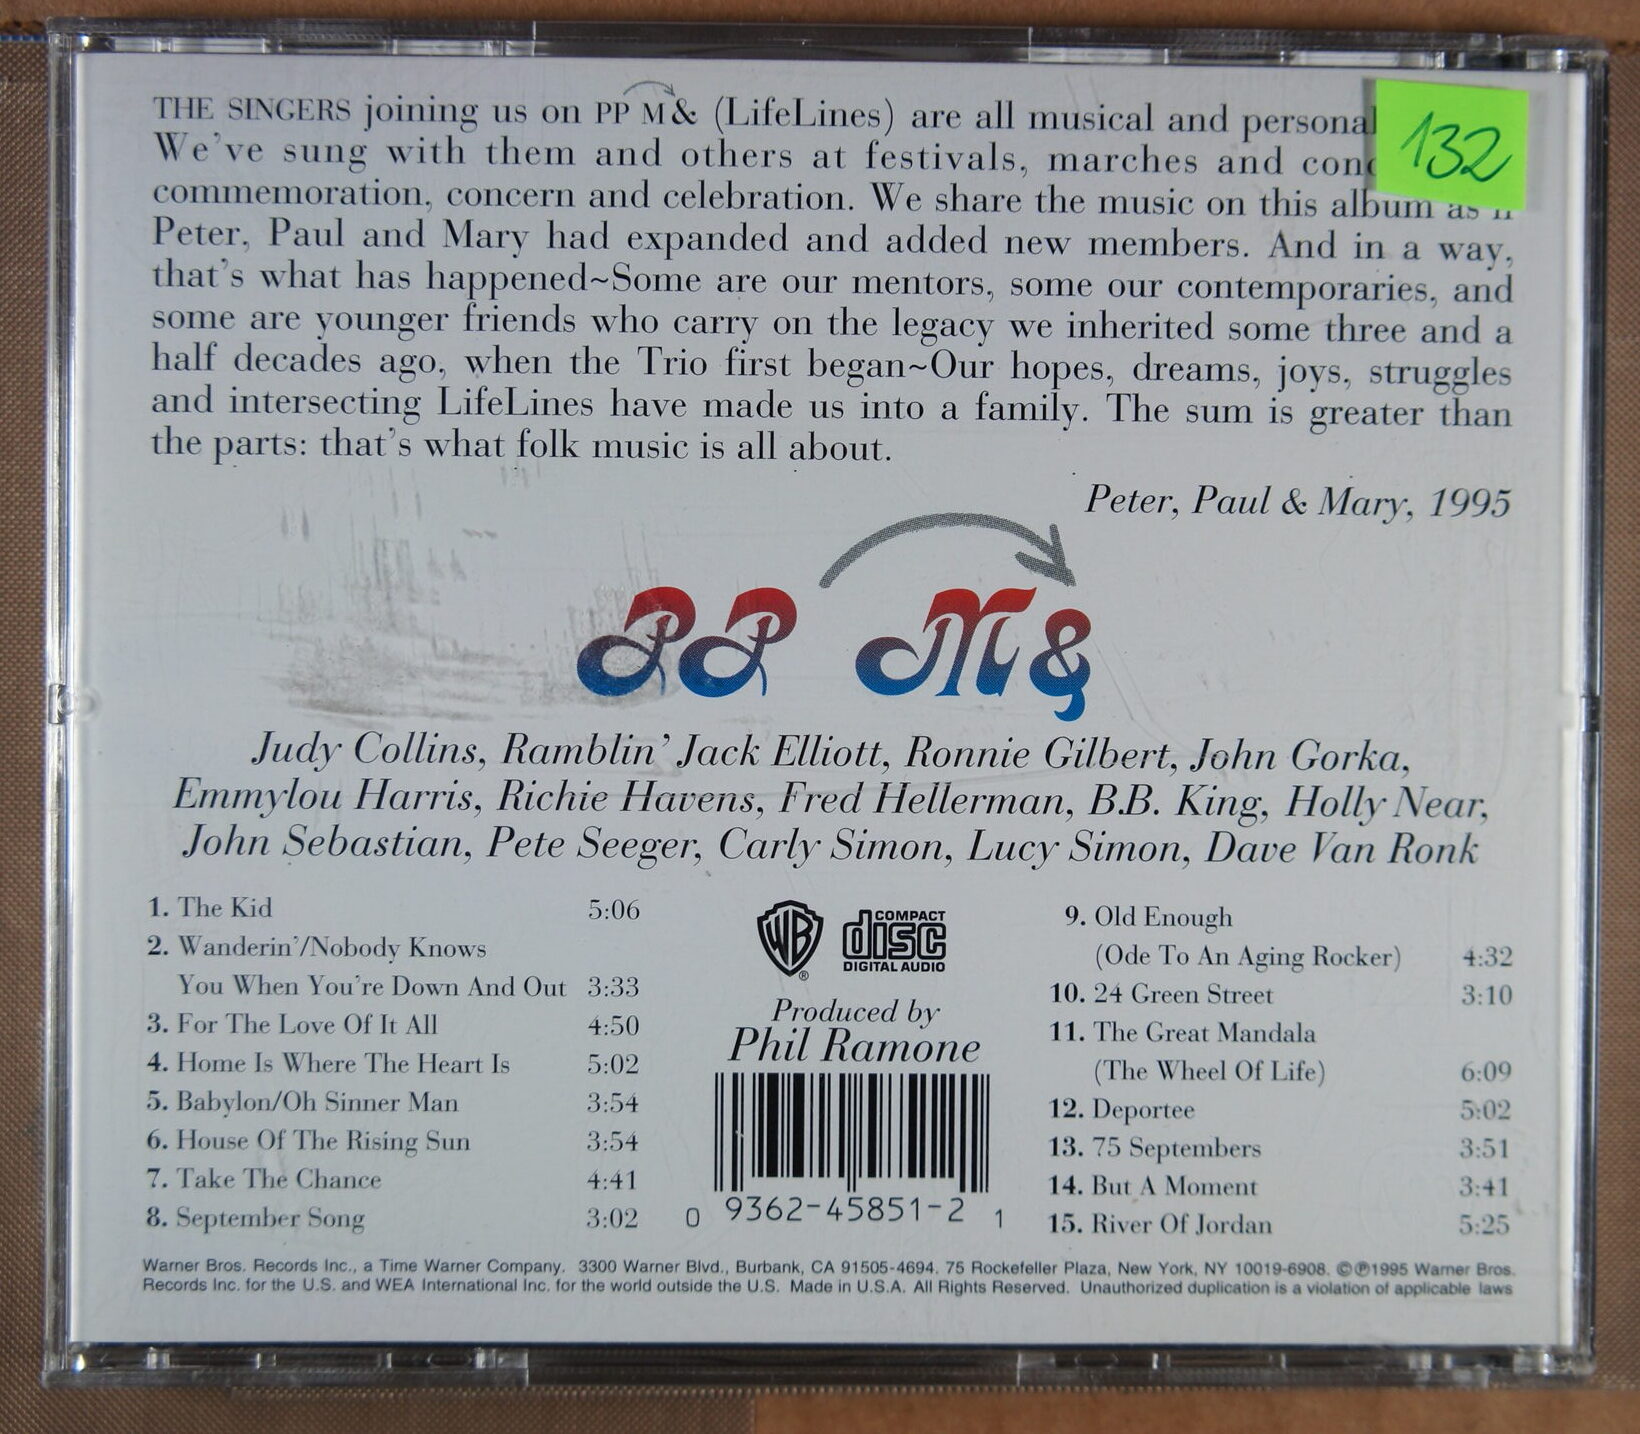 THE SINGERS joining us on PP M& (LifeLines) are all musical and personal
132
We've sung with them and others at festivals, marches and
commemoration, concern and celebration. We share the music on this album as
Peter, Paul and Mary had expanded and added new members. And in a way,
that's what has happened~Some are our mentors, some our contemporaries, and
some are younger friends who carry on the legacy we inherited some three and a
half decades ago, when the Trio first began~Our hopes, dreams, joys, struggles
and intersecting LifeLines have made us into a family. The sum is greater than
the parts: that's what folk music is all about.
Peter, Paul & Mary, 1995
PP M&
Judy Collins, Ramblin' Jack Elliott, Ronnie Gilbert, John Gorka,
Emmylou Harris, Richie Havens, Fred Hellerman, B.B. King, Holly Near,
John Sebastian, Pete Seeger, Carly Simon, Lucy Simon, Dave Van Ronk
1. The Kid 5:06
2. Wanderin'/Nobody Knows
You When You're Down And Out 3:33
3. For The Love Of It All 4:50
4. Home Is Where The Heart Is 5:02
5. Babylon/Oh Sinner Man 3:54
6. House Of The Rising Sun 3:54
7. Take The Chance 4:41
8. September Song 3:02
WB ®
COMPACT
disc
DIGITAL AUDIO
Produced by
Phil Ramone
0 9362-45851-2 1
9. Old Enough
(Ode To An Aging Rocker) 4:32
10. 24 Green Street 3:10
11. The Great Mandala
(The Wheel Of Life) 6:09
12. Deportee 5:02
13. 75 Septembers 3:51
14. But A Moment 3:41
15. River Of Jordan 5:25
Warner Bros. Records Inc., a Time Warner Company. 3300 Warner Blvd., Burbank, CA 91505-4694. 75 Rockefeller Plaza, New York, NY 10019-6908. ©℗1995 Warner Bros.
Records Inc. for the U.S. and WEA International Inc. for the world outside the U.S. Made in U.S.A. All Rights Reserved. Unauthorized duplication is a violation of applicable laws